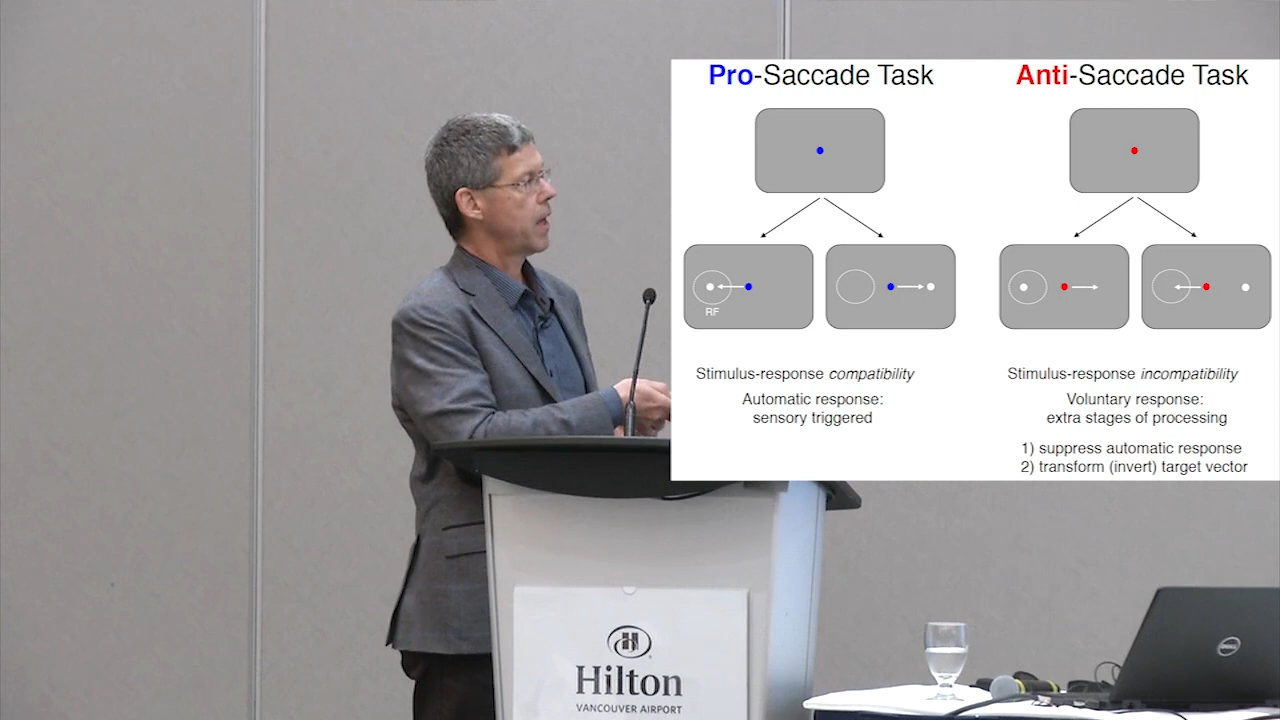 Pro-Saccade Task
Anti-Saccade Task
RF
Stimulus-response compatibility
Automatic response:
sensory triggered
Stimulus-response incompatibility
Voluntary response:
extra stages of processing
1) suppress automatic response
2) transform (invert) target vector
H
Hilton
VANCOUVER AIRPORT
DELL